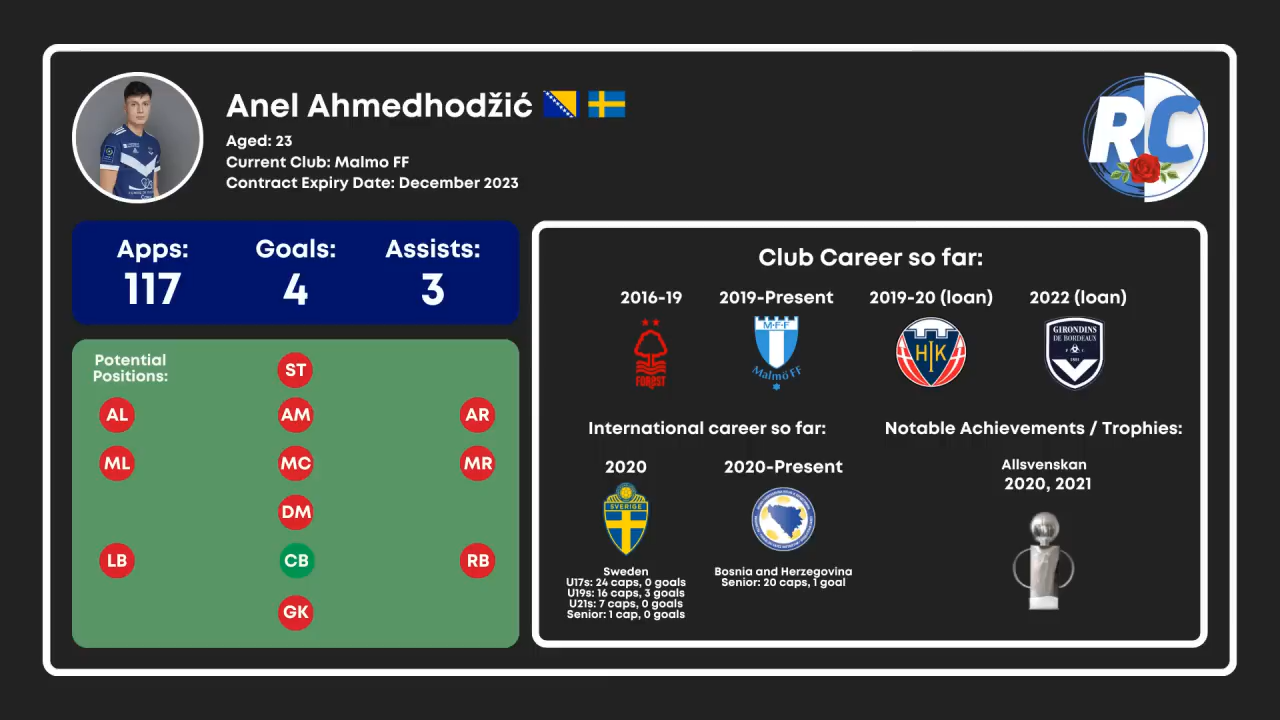 Anel Ahmedhodžić
Aged: 23
Current Club: Malmo FF
Contract Expiry Date: December 2023
RC
Apps: Goals: Assists:
117 4 3
Potential
Positions:
ST
AL AM AR
ML MC MR
DM
LB CB RB
GK
Club Career so far:
2016-19 2019-Present 2019-20 (loan) 2022 (loan)
FOREST
M-F-F
Malmö FF
HIK
GIRONDINS
DE BORDEAUX
International career so far:
2020 2020-Present
SVERIGE
Sweden
U17s: 24 caps, 0 goals
U19s: 16 caps, 3 goals
U21s: 7 caps, 0 goals
Senior: 1 cap, 0 goals
Bosnia and Herzegovina
Senior: 20 caps, 1 goal
Notable Achievements / Trophies:
Allsvenskan
2020, 2021